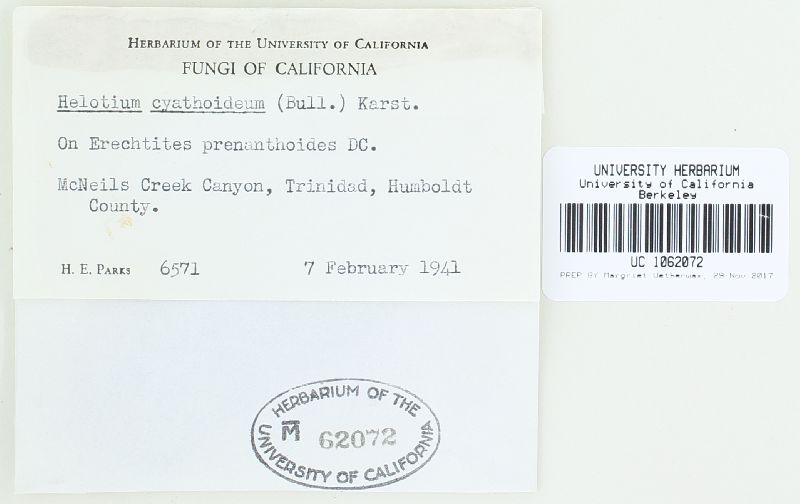 HERBARIUM OF THE UNIVERSITY OF CALIFORNIA
FUNGI OF CALIFORNIA
Helotium cyathoideum (Bull.) Karst.
On Erechtites prenanthoides DC.
McNeils Creek Canyon, Trinidad, Humboldt
County.
H. E. PARKS 6571 7 February 1941
HERBARIUM OF THE
M 62072
UNIVERSITY OF CALIFORNIA
UNIVERSITY HERBARIUM
University of California
Berkeley
UC 1062072
PREP BY Margriet Wetherwax, 29 Nov 2017